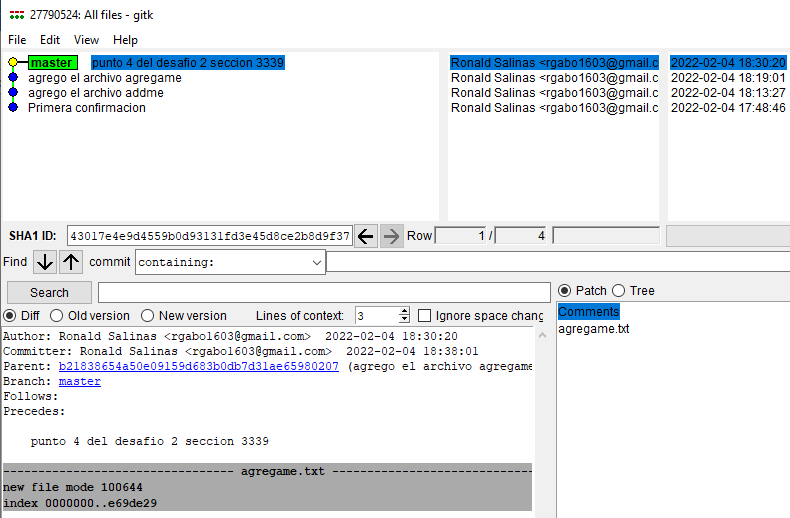 27790524: All files - gitk
File Edit View Help
master punto 4 del desafio 2 seccion 3339 Ronald Salinas <rgabo1603@gmail.c 2022-02-04 18:30:20
agrego el archivo agregame Ronald Salinas <rgabo1603@gmail.c 2022-02-04 18:19:01
agrego el archivo addme Ronald Salinas <rgabo1603@gmail.c 2022-02-04 18:13:27
Primera confirmacion Ronald Salinas <rgabo1603@gmail.c 2022-02-04 17:48:46
SHA1 ID: 43017e4e9d4559b0d93131fd3e45d8ce2b8d9f37 Row 1 / 4
Find commit containing:
Search
Diff Old version New version Lines of context: 3 Ignore space chang
Patch Tree
Author: Ronald Salinas <rgabo1603@gmail.com> 2022-02-04 18:30:20
Committer: Ronald Salinas <rgabo1603@gmail.com> 2022-02-04 18:38:01
Parent: b21838654a50e09159d683b0db7d31ae65980207 (agrego el archivo agregame
Branch: master
Follows:
Precedes:
punto 4 del desafio 2 seccion 3339
--------------------------------- agregame.txt -----------------------------
new file mode 100644
index 0000000..e69de29
Comments
agregame.txt